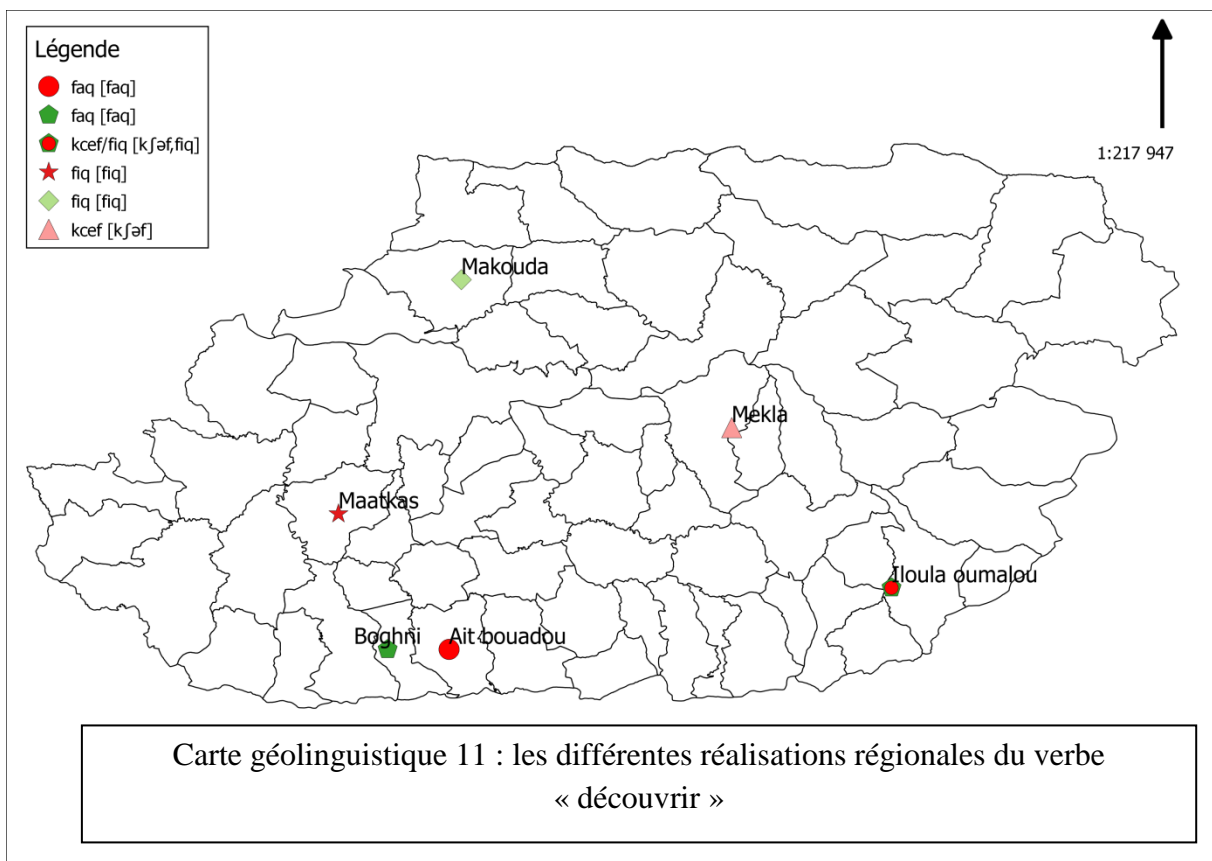 Légende
faq [faq]
faq [faq]
kcef/fiq [kʃəf,fiq]
fiq [fiq]
fiq [fiq]
kcef [kʃəf]
1:217 947
Makouda
Mekla
Maatkas
Iloula oumalou
Boghni
Ait bouadou
Carte géolinguistique 11 : les différentes réalisations régionales du verbe
« découvrir »